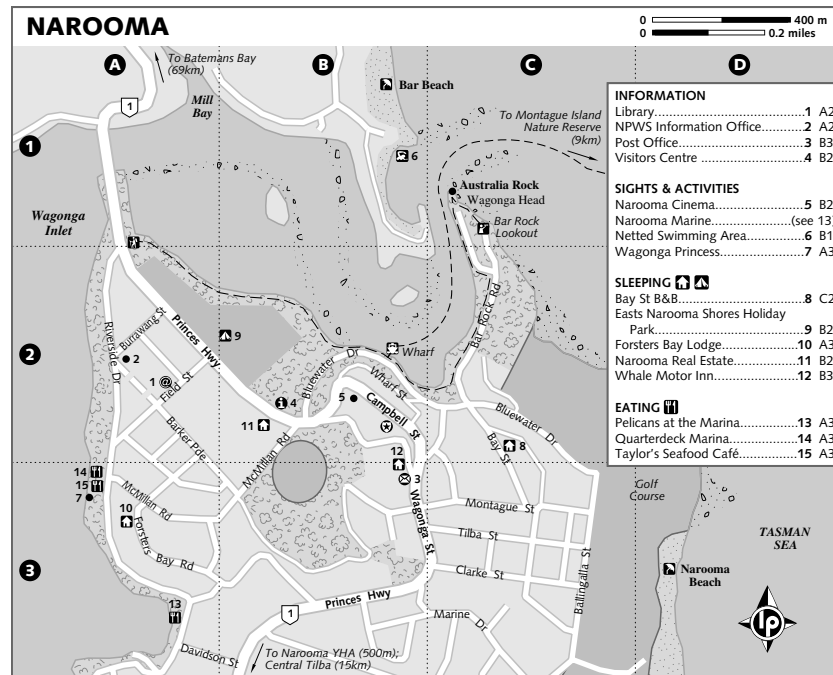 NAROOMA
0 400 m
0 0.2 miles
A
B
C
D
1
2
3
To Batemans Bay
(69km)
1
Mill
Bay
Bar Beach
6
To Montague Island
Nature Reserve
(9km)
Australia Rock
Wagonga Head
Bar Rock
Lookout
Wagonga
Inlet
Riverside Dr
Burrawang St
Princes Hwy
9
2
1 @
Field St
Barker Pde
Bluewater Dr
4
11
McMillan Rd
5
Wharf
Wharf St
Campbell St
Bar Rock Rd
Bluewater Dr
Bay St
8
12
3
Wagonga St
14
15
7
McMillan Rd
10
Forsters
Bay Rd
13
Davidson St
Montague St
Tilba St
Clarke St
Ballingalla St
Princes Hwy
1
Marine Dr
To Narooma YHA (500m);
Central Tilba (15km)
Golf
Course
Narooma
Beach
TASMAN
SEA
lp
INFORMATION
Library..............................1 A2
NPWS Information Office...........2 A2
Post Office..........................3 B3
Visitors Centre ......................4 B2
SIGHTS & ACTIVITIES
Narooma Cinema....................5 B2
Narooma Marine..................(see 13)
Netted Swimming Area..............6 B1
Wagonga Princess...................7 A3
SLEEPING
Bay St B&B..........................8 C2
Easts Narooma Shores Holiday
Park.................................9 B2
Forsters Bay Lodge.................10 A3
Narooma Real Estate...............11 B2
Whale Motor Inn...................12 B3
EATING
Pelicans at the Marina.............13 A3
Quarterdeck Marina................14 A3
Taylor's Seafood Café..............15 A3